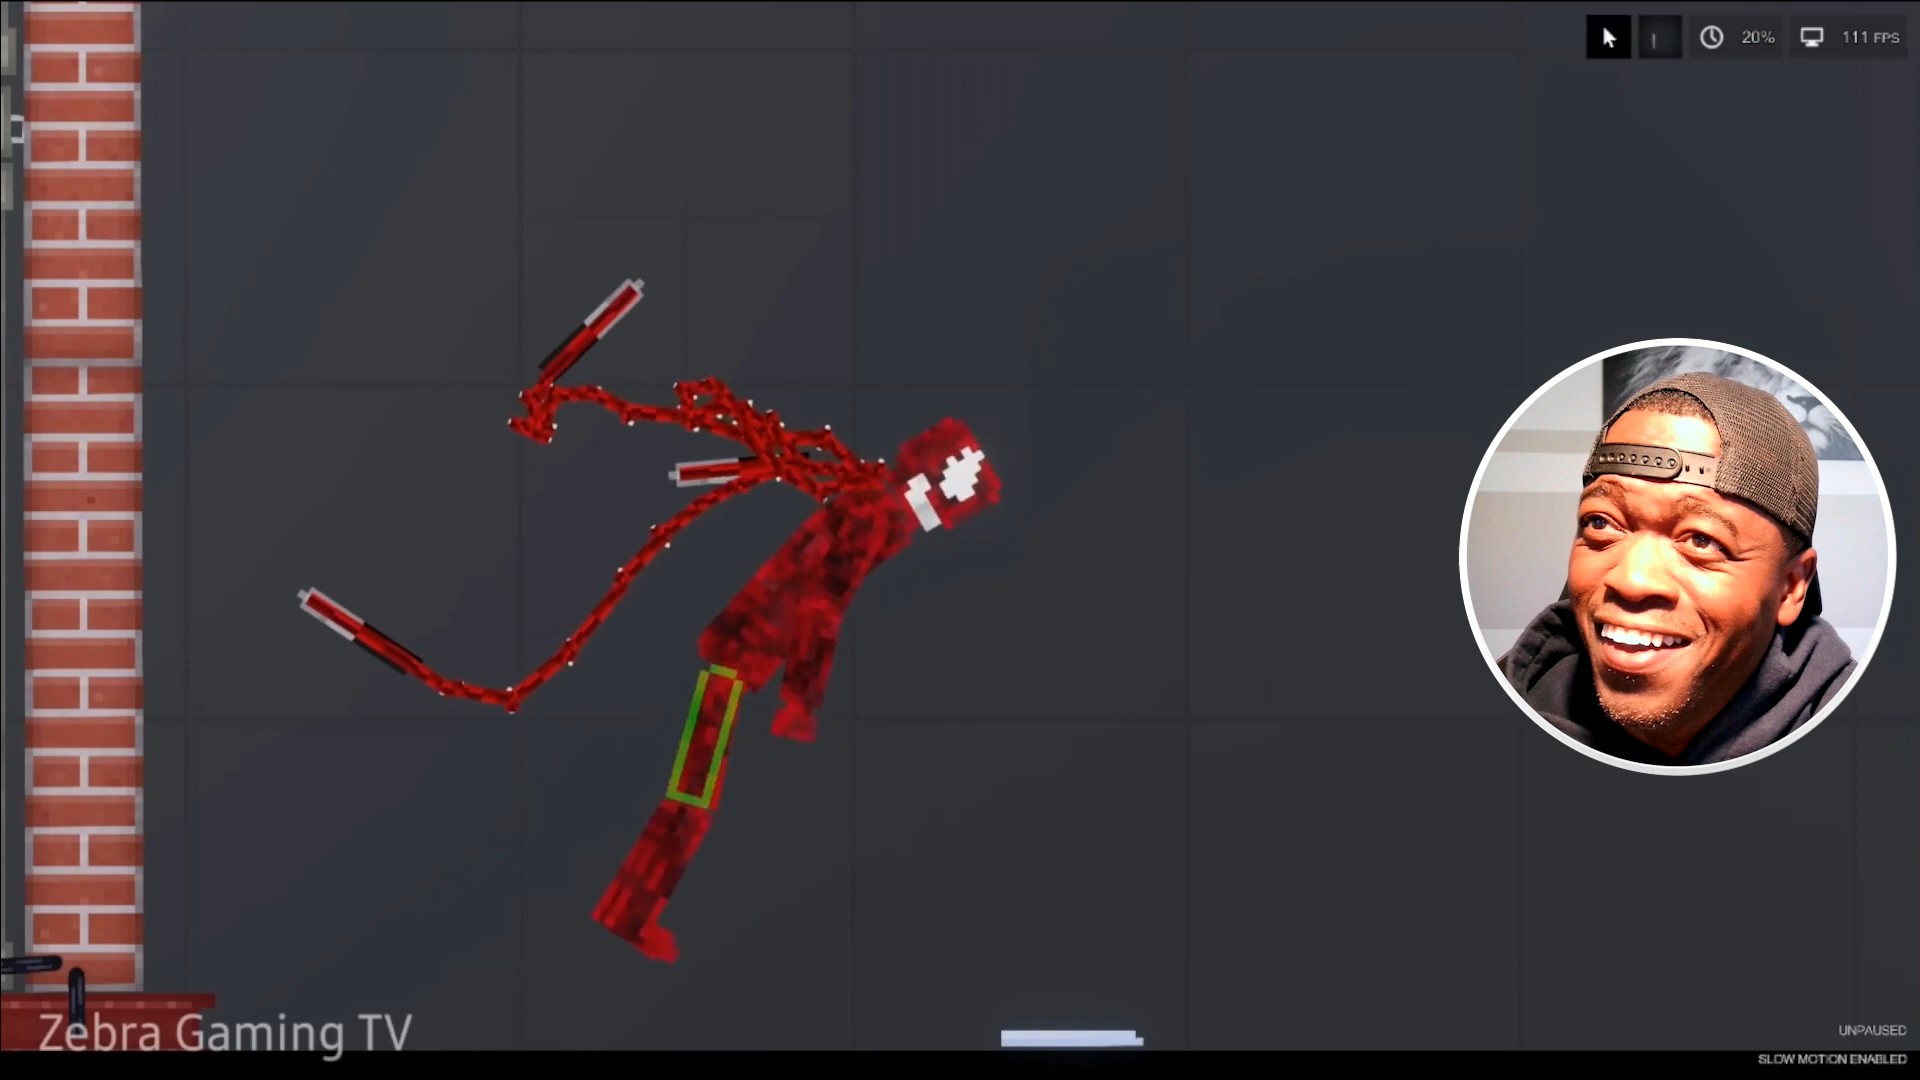 20%
111 FPS
Zebra Gaming TV
UNPAUSED
SLOW MOTION ENABLED